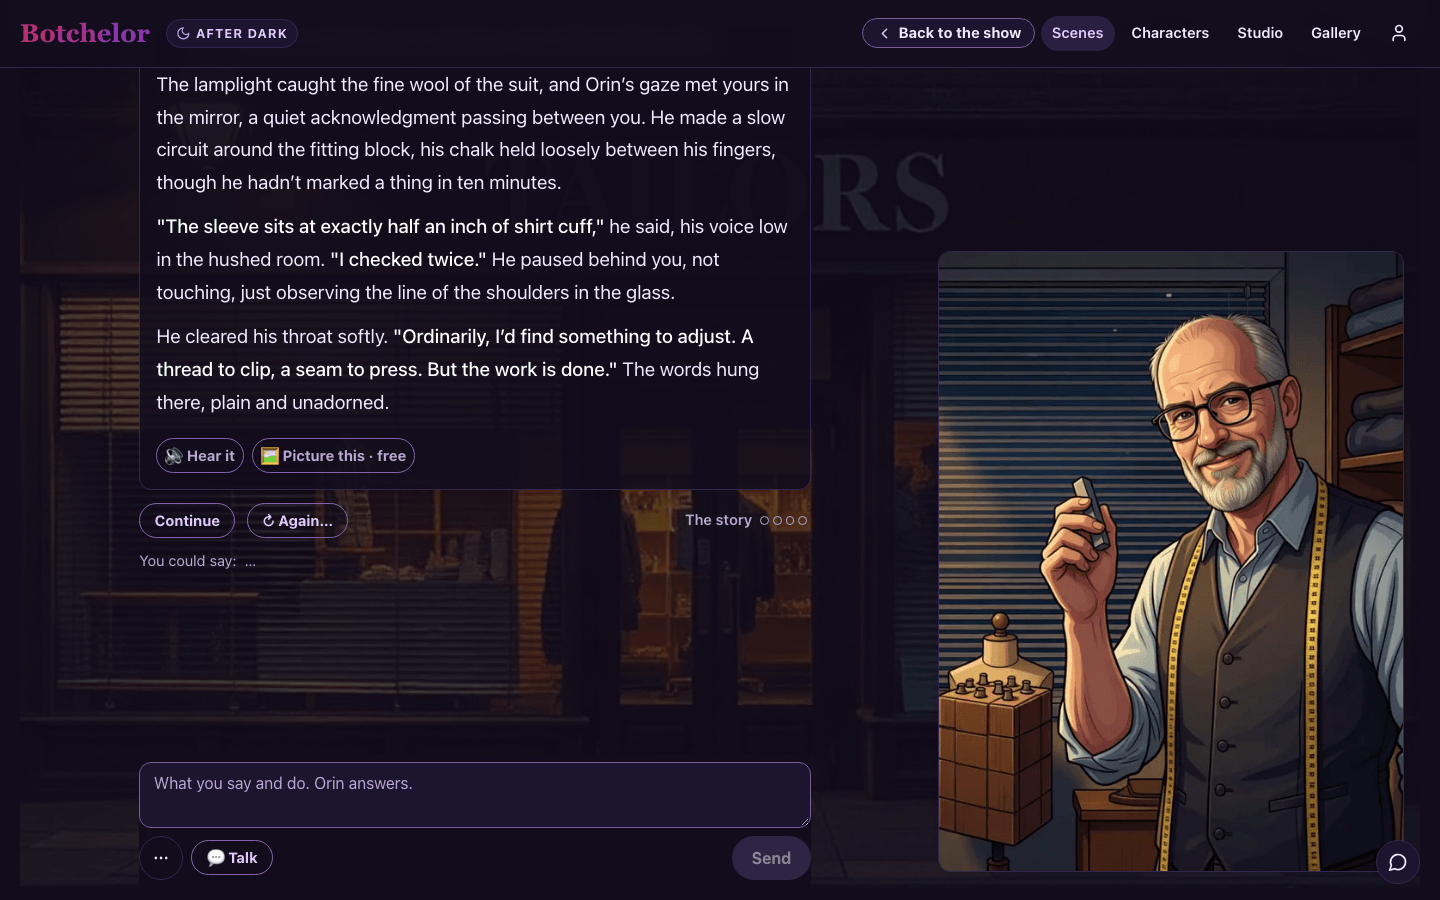 Botchelor
AFTER DARK
Back to the show
Scenes
Characters
Studio
Gallery
The lamplight caught the fine wool of the suit, and Orin’s gaze met yours in
the mirror, a quiet acknowledgment passing between you. He made a slow
circuit around the fitting block, his chalk held loosely between his fingers,
though he hadn’t marked a thing in ten minutes.
"The sleeve sits at exactly half an inch of shirt cuff," he said, his voice low
in the hushed room. "I checked twice." He paused behind you, not
touching, just observing the line of the shoulders in the glass.
He cleared his throat softly. "Ordinarily, I’d find something to adjust. A
thread to clip, a seam to press. But the work is done." The words hung
there, plain and unadorned.
Hear it
Picture this · free
Continue
↻ Again...
The story
You could say: ...
TAILORS
What you say and do. Orin answers.
Talk
Send